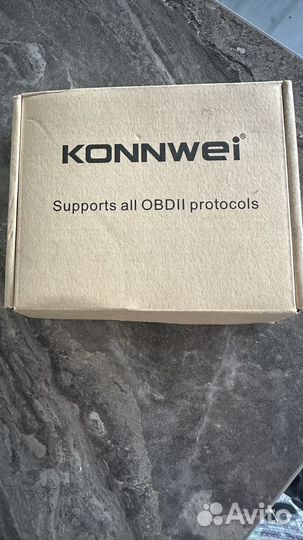 KONNWEI®
Supports all OBDII protocols
Avito